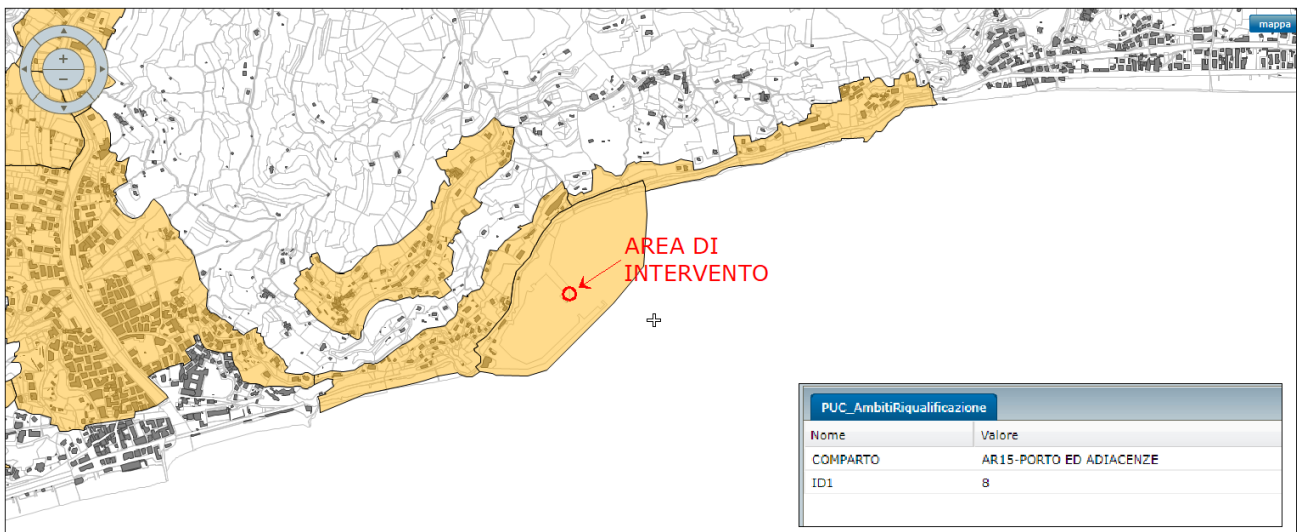 mappa
AREA DI
INTERVENTO
PUC_AmbitiRiqualificazione
Nome Valore
COMPARTO AR15-PORTO ED ADIACENZE
ID1 8